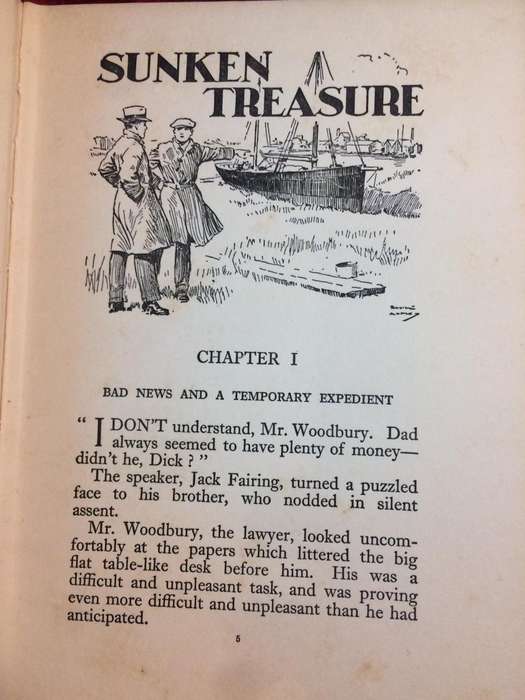 SUNKEN
TREASURE
CHAPTER I
BAD NEWS AND A TEMPORARY EXPEDIENT
" I DON'T understand, Mr. Woodbury. Dad
always seemed to have plenty of money—
didn't he, Dick ? "
The speaker, Jack Fairing, turned a puzzled
face to his brother, who nodded in silent
assent.
Mr. Woodbury, the lawyer, looked uncom-
fortably at the papers which littered the big
flat table-like desk before him. His was a
difficult and unpleasant task, and was proving
even more difficult and unpleasant than he had
anticipated.
5